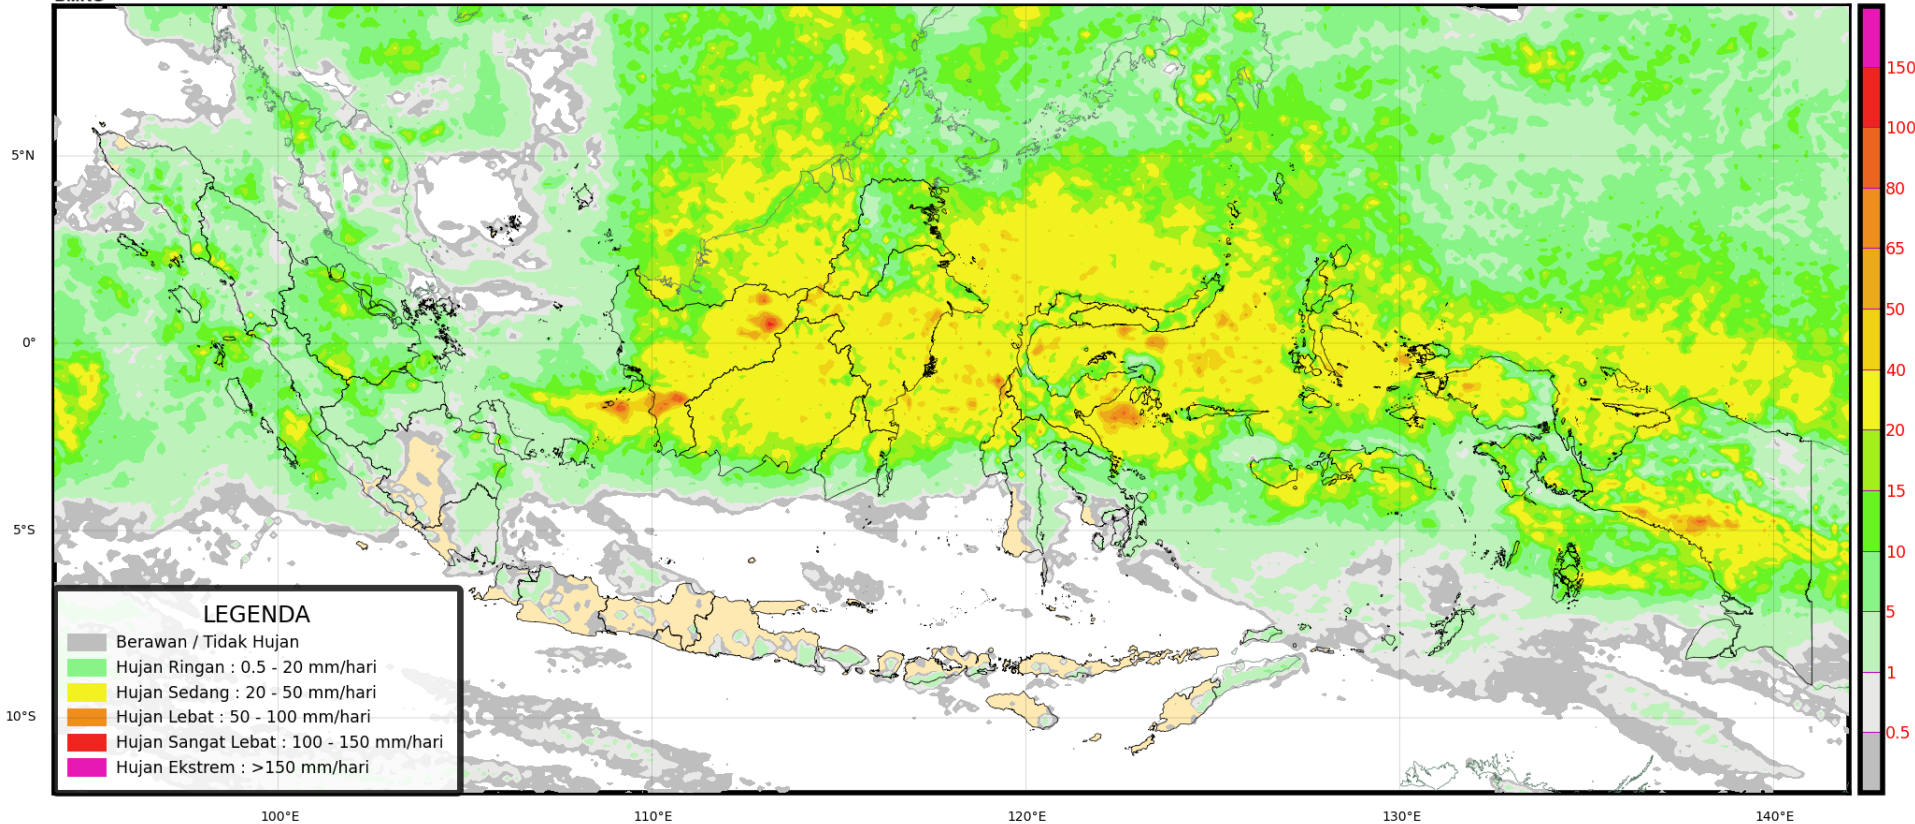 5°N
0°
5°S
10°S
100°E
110°E
120°E
130°E
140°E
LEGENDA
Berawan / Tidak Hujan
Hujan Ringan : 0.5 - 20 mm/hari
Hujan Sedang : 20 - 50 mm/hari
Hujan Lebat : 50 - 100 mm/hari
Hujan Sangat Lebat : 100 - 150 mm/hari
Hujan Ekstrem : >150 mm/hari
150
100
80
65
50
40
20
15
10
5
1
0.5